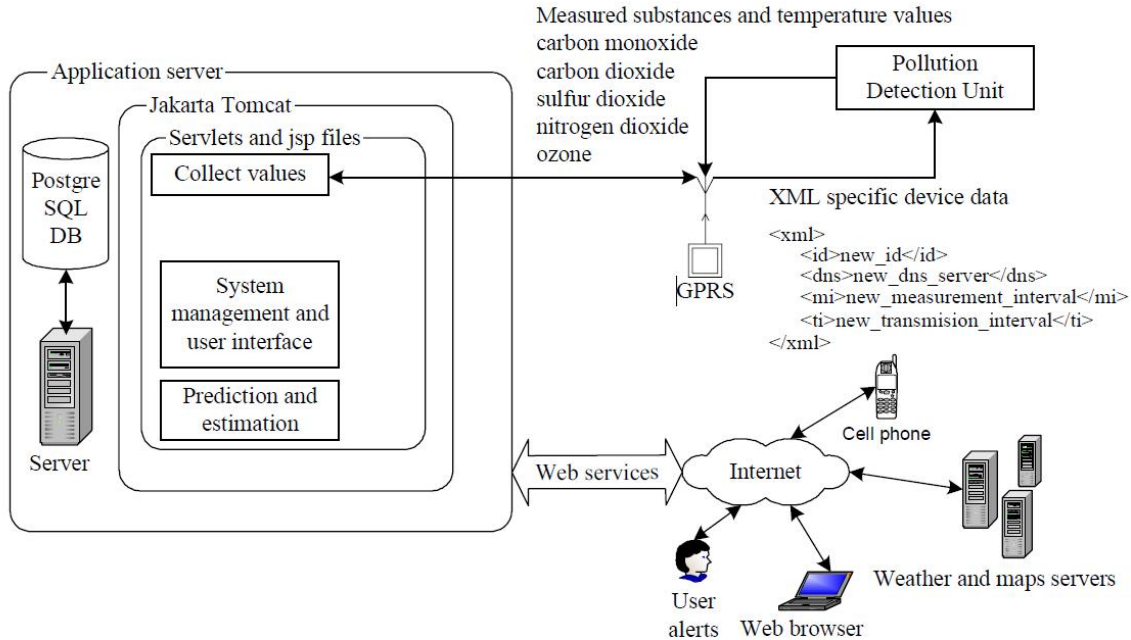 Measured substances and temperature values
carbon monoxide
carbon dioxide
sulfur dioxide
nitrogen dioxide
ozone
Pollution
Detection Unit
Application server
Jakarta Tomcat
Servlets and jsp files
Collect values
Postgre
SQL
DB
System
management and
user interface
Prediction and
estimation
Server
GPRS
XML specific device data
<xml>
<id>new_id</id>
<dns>new_dns_server</dns>
<mi>new_measurement_interval</mi>
<ti>new_transmision_interval</ti>
</xml>
Cell phone
Web services
Internet
Weather and maps servers
User
alerts
Web browser